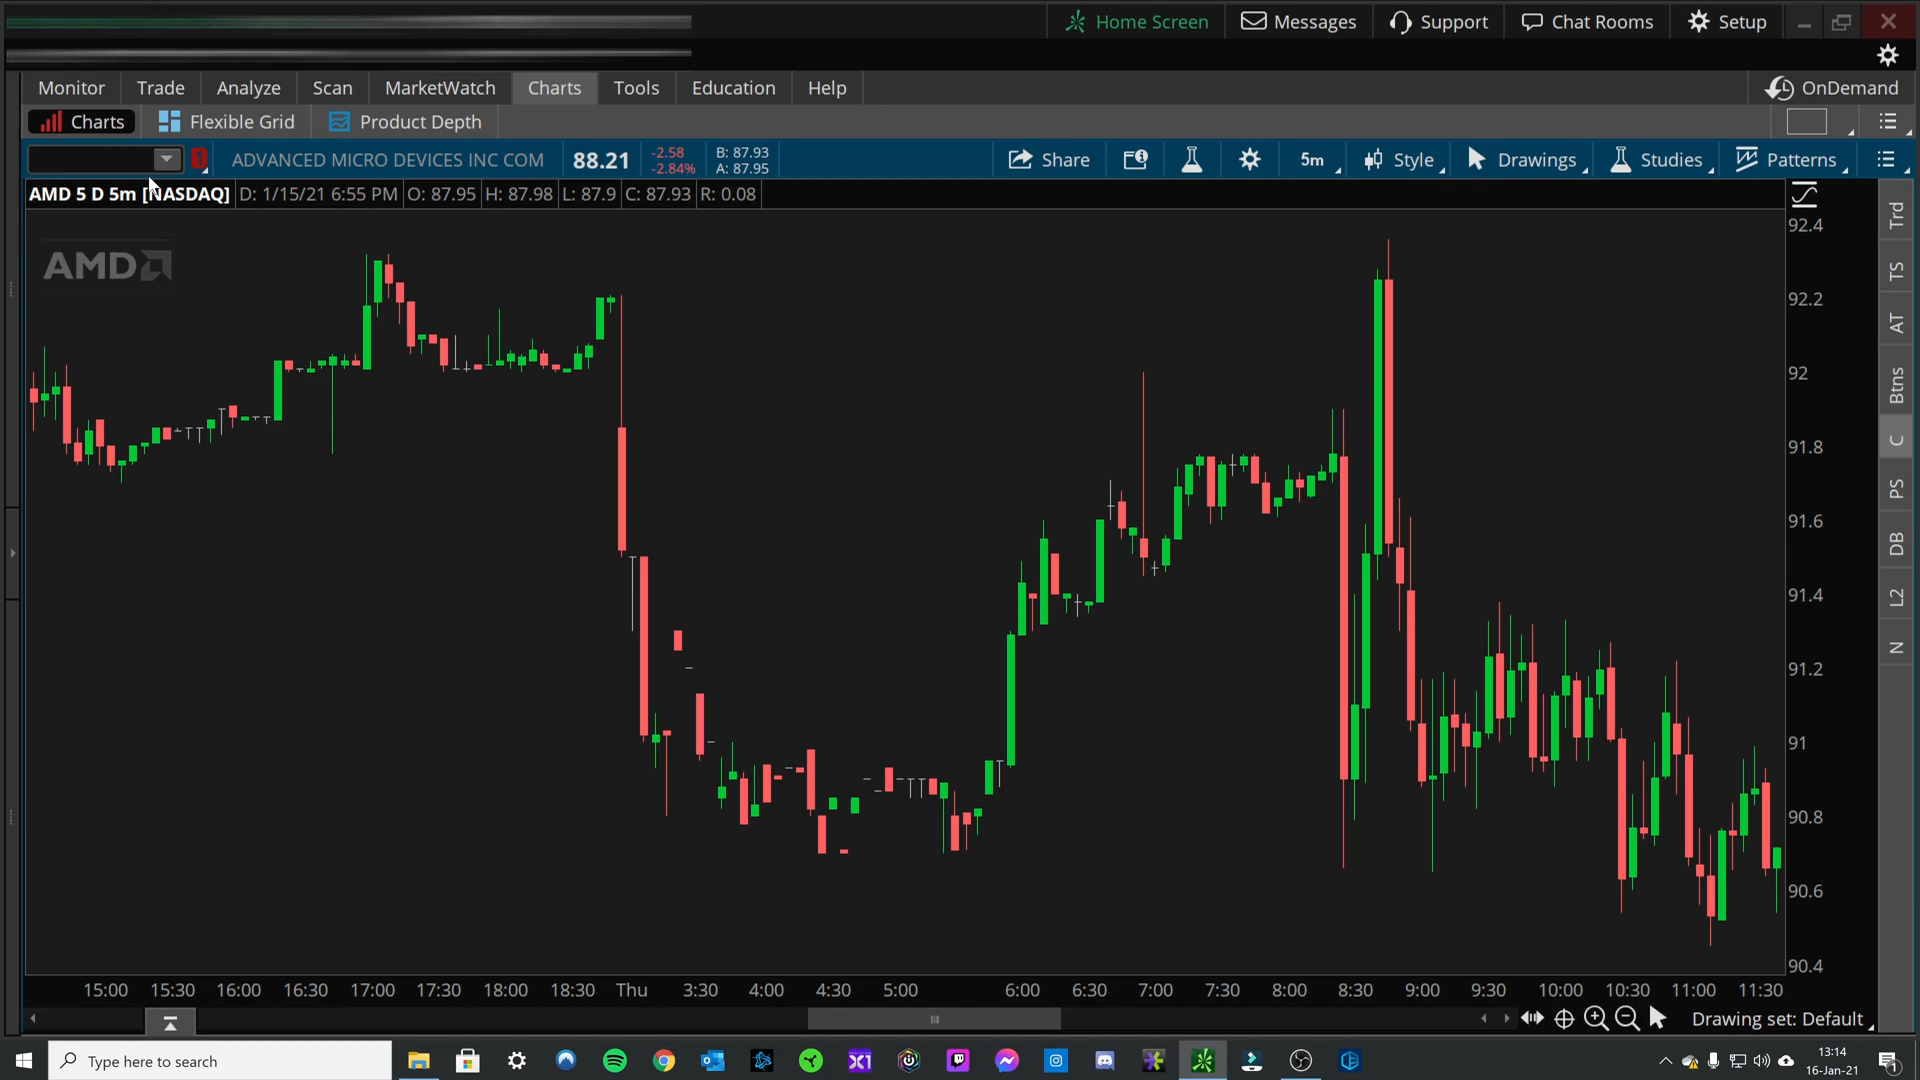 Home Screen Messages Support Chat Rooms Setup
Monitor Trade Analyze Scan MarketWatch Charts Tools Education Help OnDemand
Charts Flexible Grid Product Depth
1 ADVANCED MICRO DEVICES INC COM 88.21 -2.58 B: 87.93
-2.84% A: 87.95
Share 5m Style Drawings Studies Patterns
AMD 5 D 5m [NASDAQ] D: 1/15/21 6:55 PM O: 87.95 H: 87.98 L: 87.9 C: 87.93 R: 0.08
AMD
92.4
92.2
92
91.8
91.6
91.4
91.2
91
90.8
90.6
90.4
Trd
TS
AT
Btns
C
PS
DB
L2
N
15:00 15:30 16:00 16:30 17:00 17:30 18:00 18:30 Thu 3:30 4:00 4:30 5:00 6:00 6:30 7:00 7:30 8:00 8:30 9:00 9:30 10:00 10:30 11:00 11:30
Drawing set: Default
Type here to search
13:14
16-Jan-21
1